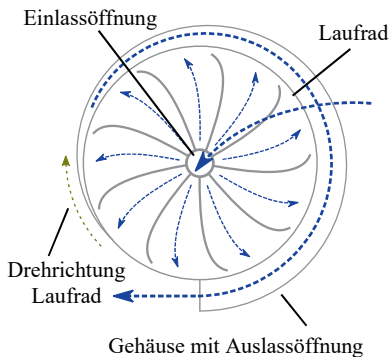 Einlassöffnung
Laufrad
Drehrichtung
Laufrad
Gehäuse mit Auslassöffnung